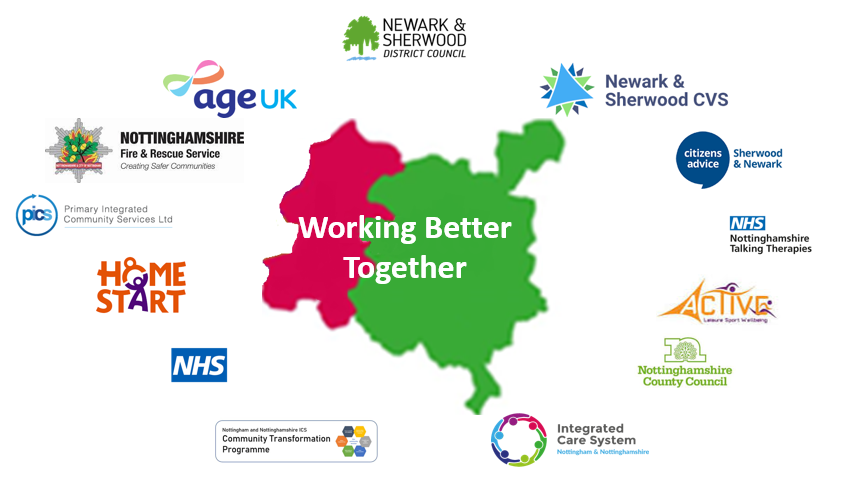 NEWARK &
SHERWOOD
DISTRICT COUNCIL
age UK
Newark &
Sherwood CVS
NOTTINGHAMSHIRE
Fire & Rescue Service
Creating Safer Communities
citizens
advice
Sherwood
& Newark
pics
Primary Integrated
Community Services Ltd
Working Better
Together
NHS
Nottinghamshire
Talking Therapies
HOME
START
ACTIVE
Leisure Sport Wellbeing
NHS
Nottinghamshire
County Council
Nottingham and Nottinghamshire ICS
Community Transformation
Programme
Integrated
Care System
Nottingham & Nottinghamshire